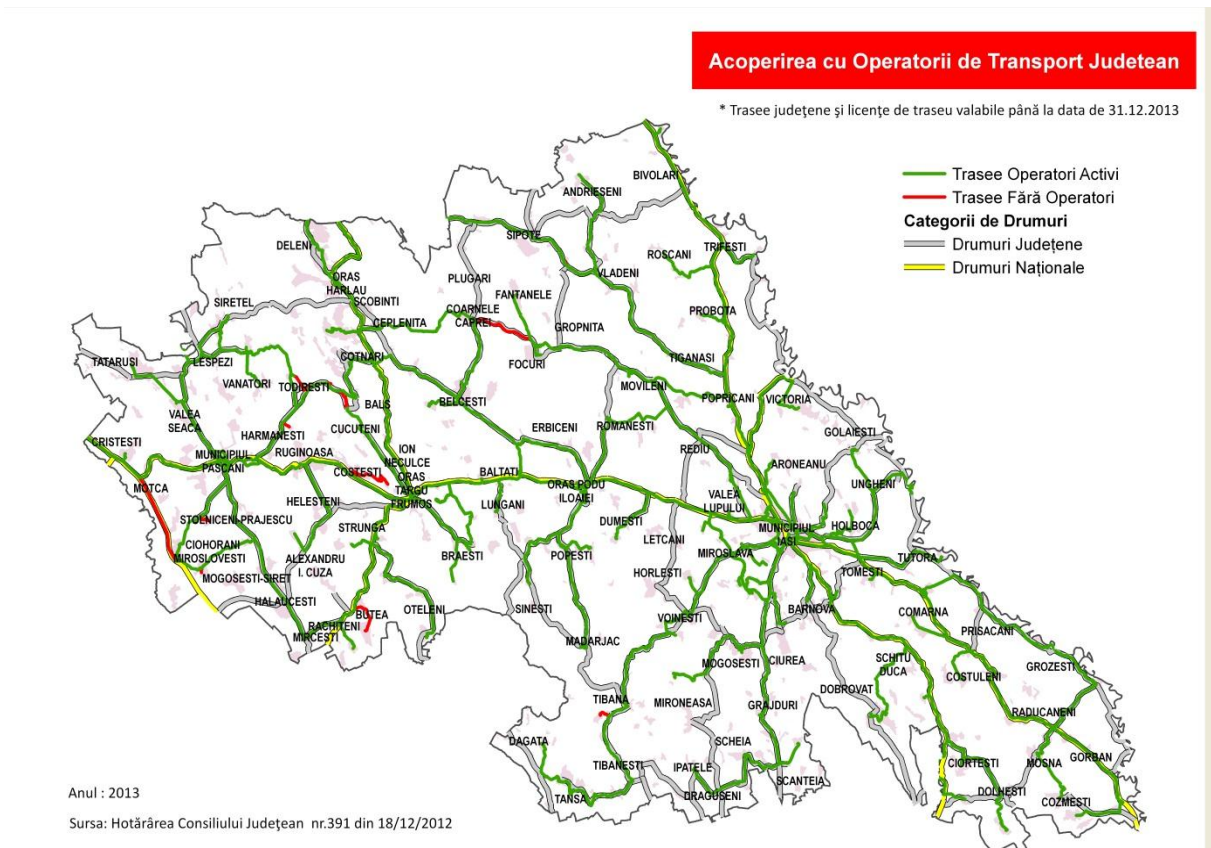 Acoperirea cu Operatorii de Transport Judetean
* Trasee județene și licențe de traseu valabile până la data de 31.12.2013
Trasee Operatori Activi
Trasee Fără Operatori
Categorii de Drumuri
Drumuri Județene
Drumuri Naționale
BIVOLARI
ANDRIESENI
DELENI
SIPOTE
TRIFESTI
ROSCANI
ORAS
HARLAU
PLUGARI
VLADENI
SIRETEL
SCOBINTI
FANTANELE
COARNELE
CAPREI
PROBOTA
CEPLENITA
GROPNITA
TATARUSI
LESPEZI
COTNARI
FOCURI
TIGANASI
VANATORI
TODIRESTI
MOVILENI
BALS
BELCESTI
POPRICANI
VICTORIA
VALEA
SEACA
CUCUTENI
ERBICENI
ROMANESTI
GOLAIESTI
CRISTESTI
HARMANESTI
MUNICIPIUL
PASCANI
RUGINOASA
ION
NECULCE
REDIU
ARONEANU
MOTCA
COSTESTI
ORAS
TARGU
FRUMOS
BALTATI
ORAS PODU
ILOAIEI
UNGHENI
HELESTENI
LUNGANI
VALEA
LUPULUI
STOLNICENI-PRAJESCU
STRUNGA
DUMESTI
MUNICIPIUL
IASI
HOLBOCA
CIOHORANI
LETCANI
MIROSLOVESTI
ALEXANDRU
I. CUZA
BRAESTI
POPESTI
MIROSLAVA
TUTORA
MOGOSESTI-SIRET
HORLESTI
TOMESTI
HALAUCESTI
BUTEA
OTELENI
SINESTI
BARNOVA
COMARNA
RACHITENI
MIRCESTI
VOINESTI
PRISACANI
MADARJAC
MOGOSESTI
CIUREA
SCHITU
DUCA
GROZESTI
COSTULENI
TIBANA
MIRONEASA
GRAJDURI
DOBROVAT
RADUCANENI
DAGATA
SCHEIA
TIBANESTI
IPATELE
CIORTESTI
MOSNA
GORBAN
SCANTEIA
TANSA
DRAGUSENI
DOLHESTI
COZMESTI
Anul : 2013
Sursa: Hotărârea Consiliului Județean nr.391 din 18/12/2012